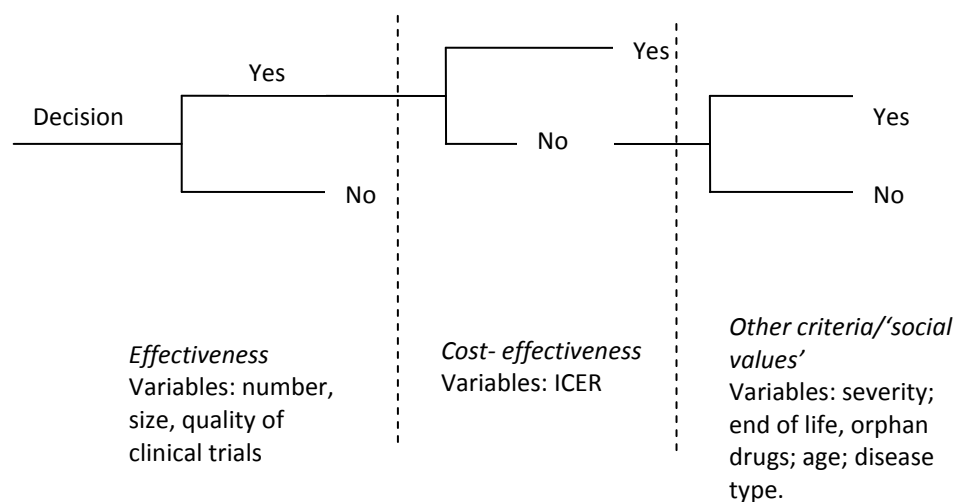 Yes
Yes
Decision
Yes
No
No
No
Effectiveness
Variables: number,
size, quality of
clinical trials
Cost- effectiveness
Variables: ICER
Other criteria/‘social
values’
Variables: severity;
end of life, orphan
drugs; age; disease
type.